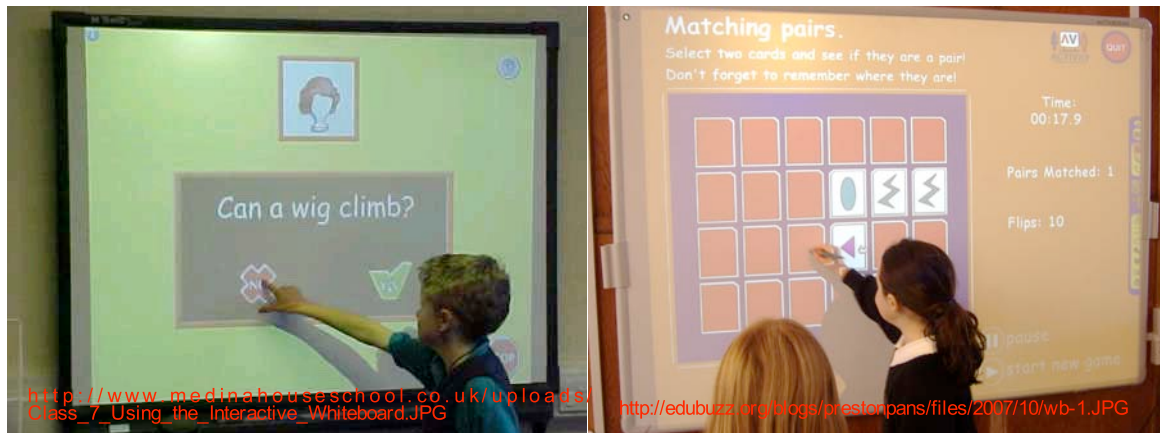 Can a wig climb?
NO
YES
http://www.medinahouseschool.co.uk/uploads/
Class_7_Using_the_Interactive_Whiteboard.JPG
Matching pairs.
Select two cards and see if they are a pair!
Don't forget to remember where they are!
AV
QUIT
Time:
00:17.9
Pairs Matched: 1
Flips: 10
pause
start new game
http://edubuzz.org/blogs/prestonpans/files/2007/10/wb-1.JPG